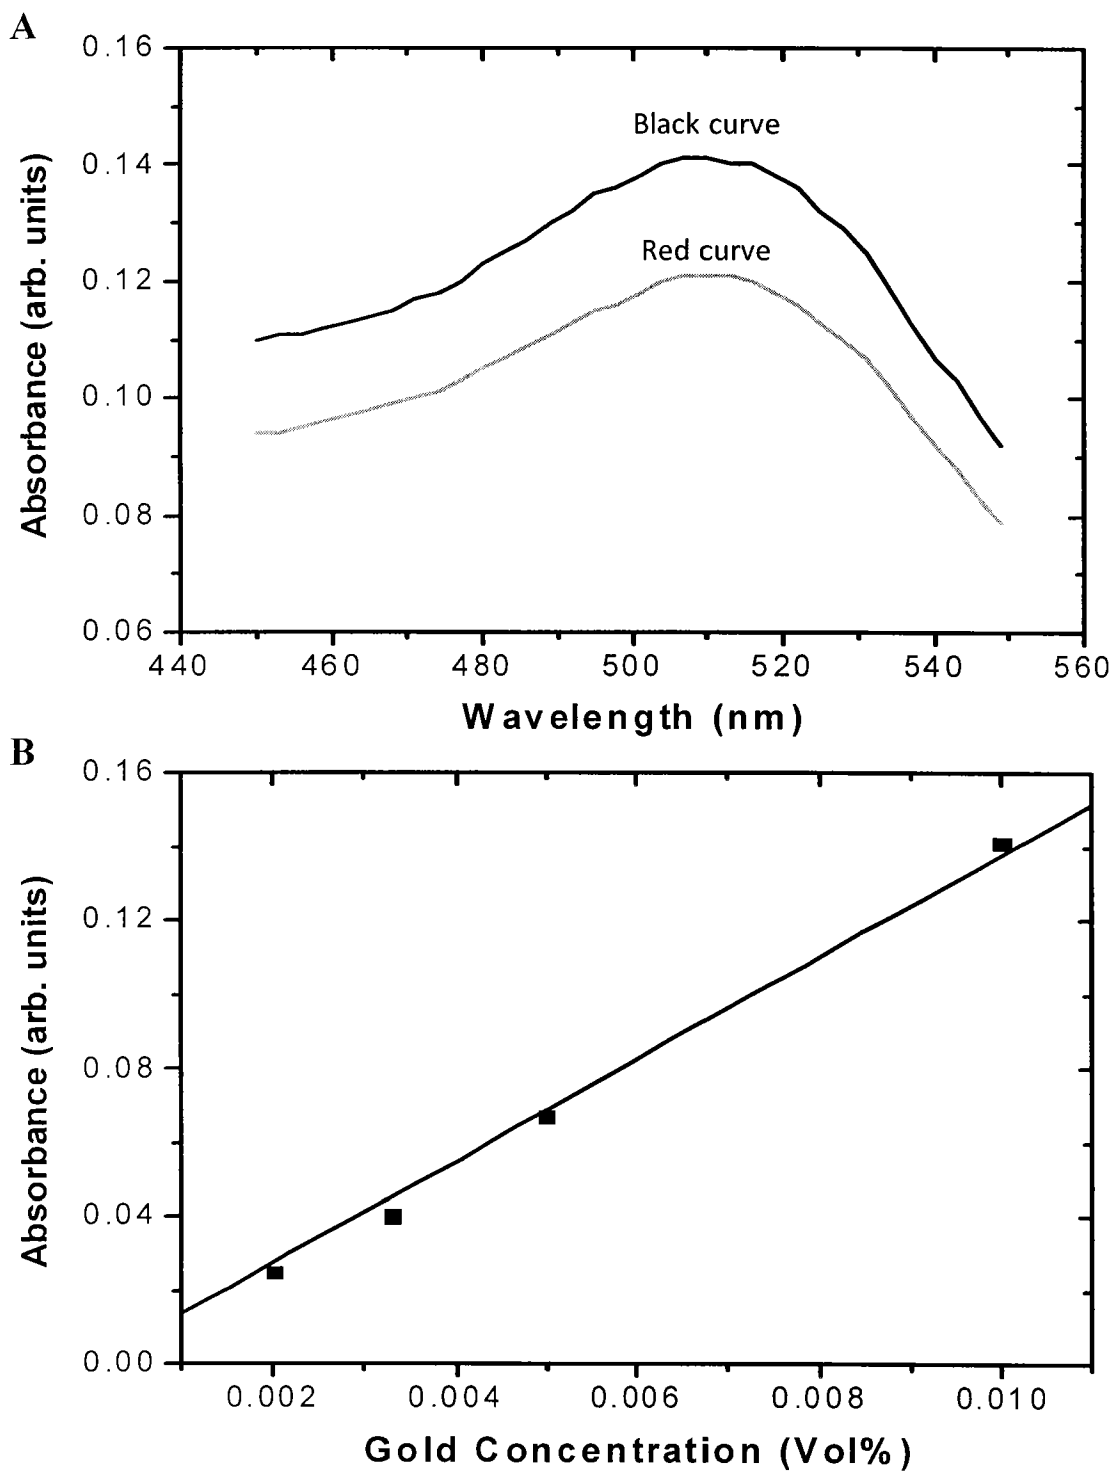 A
0.16
0.14
0.12
0.10
0.08
0.06
Absorbance (arb. units)
Black curve
Red curve
440 460 480 500 520 540 560
Wavelength (nm)
B
0.16
0.12
0.08
0.04
0.00
Absorbance (arb. units)
0.002 0.004 0.006 0.008 0.010
Gold Concentration (Vol%)